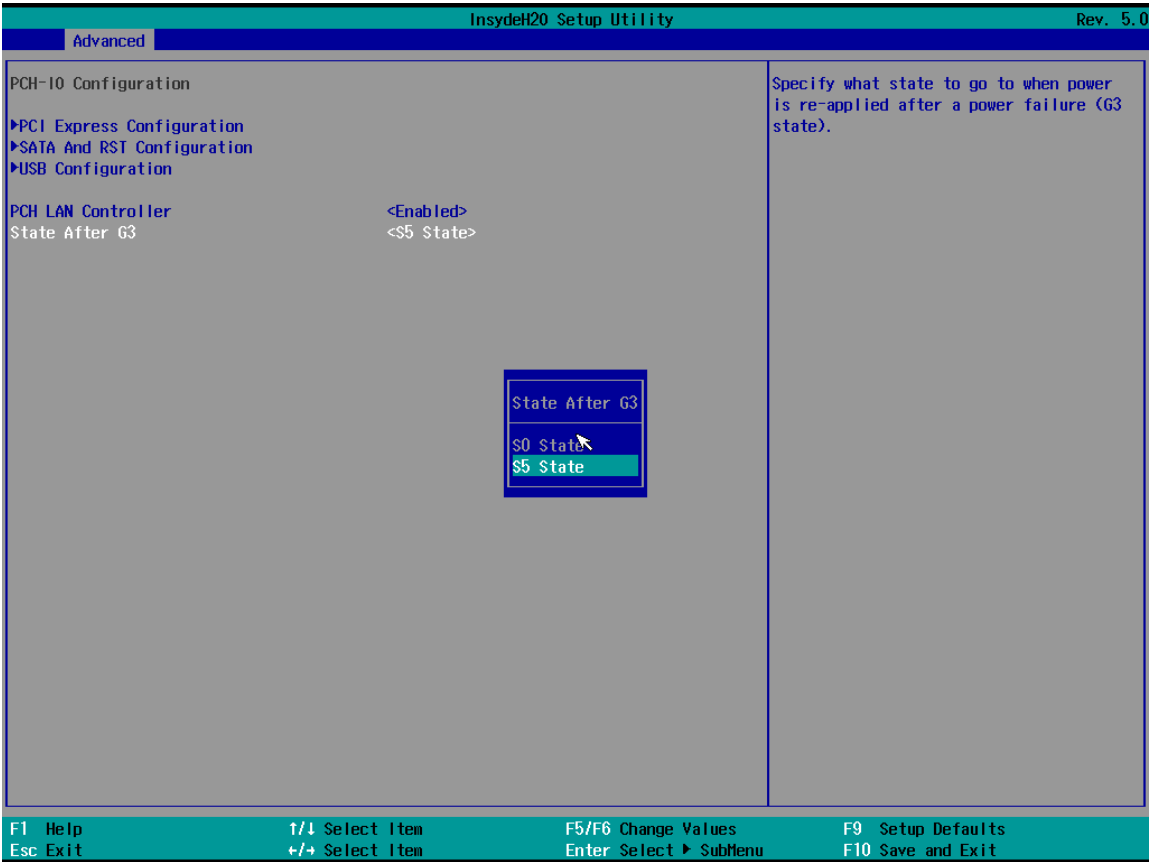 InsydeH2O Setup Utility Rev. 5.0
Advanced
PCH-IO Configuration
▶PCI Express Configuration
▶SATA And RST Configuration
▶USB Configuration
PCH LAN Controller <Enabled>
State After G3 <S5 State>
Specify what state to go to when power
is re-applied after a power failure (G3
state).
State After G3
S0 State
S5 State
F1 Help ↑/↓ Select Item F5/F6 Change Values F9 Setup Defaults
Esc Exit ←/→ Select Item Enter Select ▶ SubMenu F10 Save and Exit